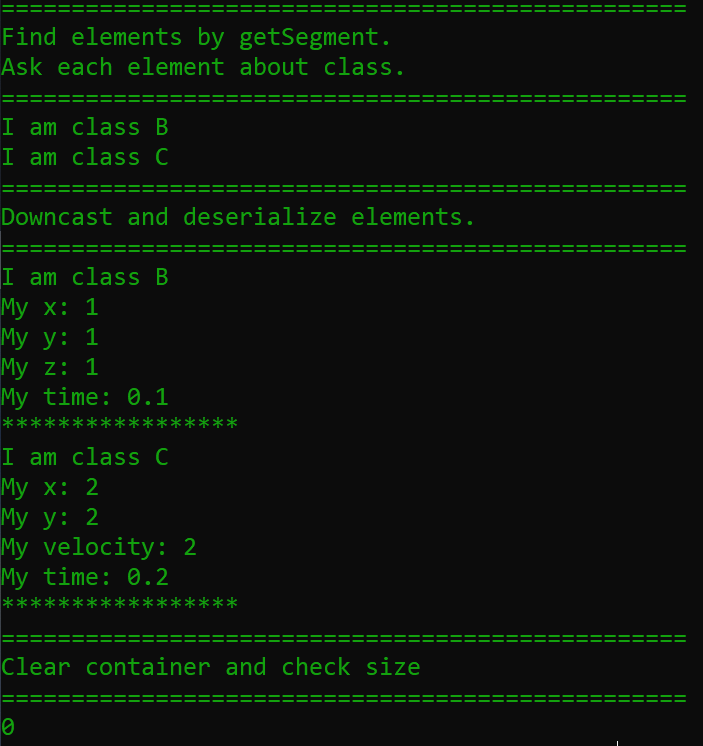 =================================================
Find elements by getSegment.
Ask each element about class.
=================================================
I am class B
I am class C
=================================================
Downcast and deserialize elements.
=================================================
I am class B
My x: 1
My y: 1
My z: 1
My time: 0.1
*****************
I am class C
My x: 2
My y: 2
My velocity: 2
My time: 0.2
*****************
=================================================
Clear container and check size
=================================================
0